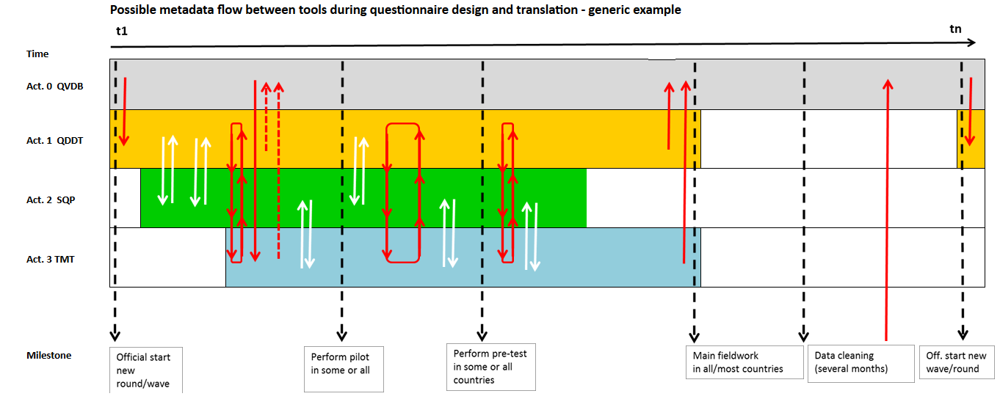 Possible metadata flow between tools during questionnaire design and translation - generic example
t1
tn
Time
Act. 0 QVDB
Act. 1 QDDT
Act. 2 SQP
Act. 3 TMT
Milestone
Official start
new
round/wave
Perform pilot
in some or all
Perform pre-test
in some or all
countries
Main fieldwork
in all/most countries
Data cleaning
(several months)
Off. start new
wave/round